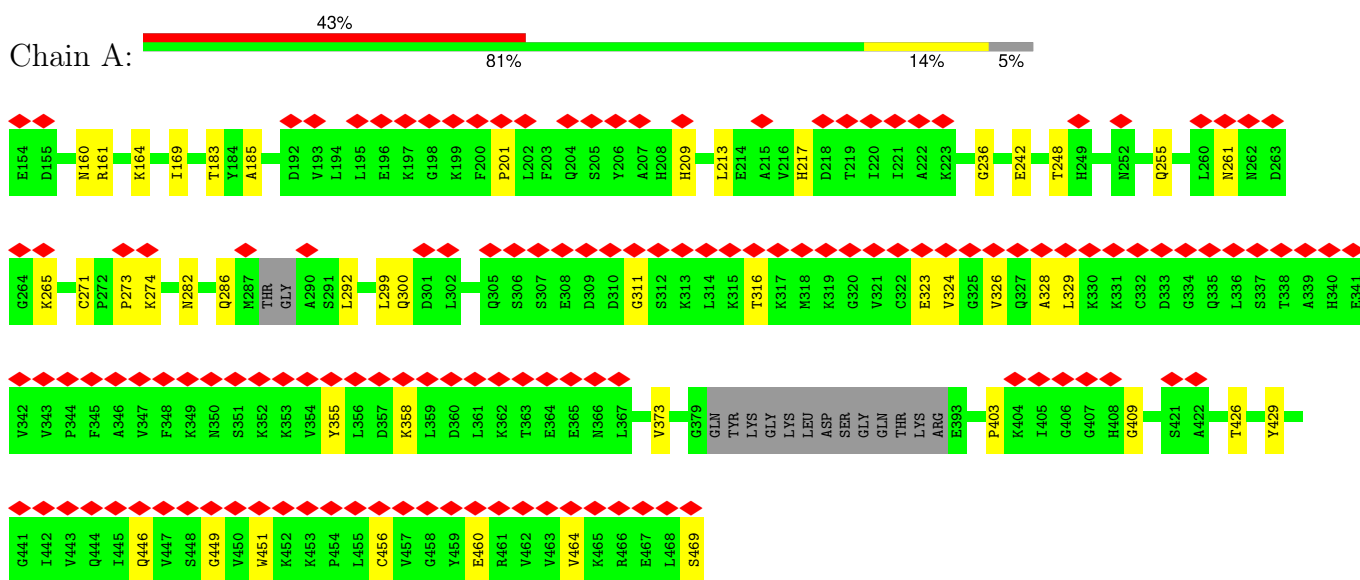 43%
Chain A:
81% 14% 5%
E154 D155 N160 R161 K164 I169 T183 Y184 A185 D192 V193 L194 L195 E196 K197 G198 K199 F200 P201 L202 F203 Q204 S205 Y206 A207 H208 H209 L213 E214 A215 V216 H217 D218 T219 I220 I221 A222 K223 G236 E242 T248 H249 N252 Q255 L260 N261 N262 D263
G264 K265 C271 P272 P273 K274 N282 Q286 M287 THR GLY A290 S291 L292 L299 Q300 D301 L302 Q305 S306 S307 E308 D309 D310 G311 S312 K313 L314 K315 T316 K317 M318 K319 G320 V321 C322 E323 V324 G325 V326 Q327 A328 L329 K330 K331 C332 D333 G334 Q335 L336 S337 T338 A339 H340 E341
V342 V343 P344 F345 A346 V347 F348 K349 N350 S351 K352 K353 V354 Y355 L356 D357 K358 L359 D360 L361 K362 T363 E364 E365 N366 L367 V373 G379 GLN TYR LYS GLY LYS LEU ASP SER GLY GLN THR LYS ARG E393 P403 K404 I405 G406 G407 H408 G409 S421 A422 T426 Y429
G441 I442 V443 Q444 I445 Q446 V447 S448 G449 V450 W451 K452 K453 P454 L455 C456 V457 G458 Y459 E460 R461 V462 V463 V464 K465 R466 E467 L468 S469